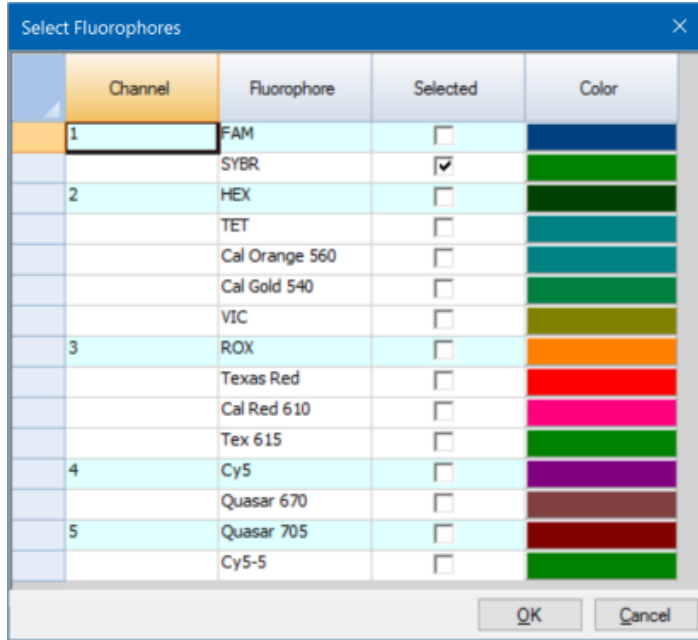 Select Fluorophores
Channel Fluorophore Selected Color
1 FAM
SYBR
2 HEX
TET
Cal Orange 560
Cal Gold 540
VIC
3 ROX
Texas Red
Cal Red 610
Tex 615
4 Cy5
Quasar 670
5 Quasar 705
Cy5-5
OK Cancel